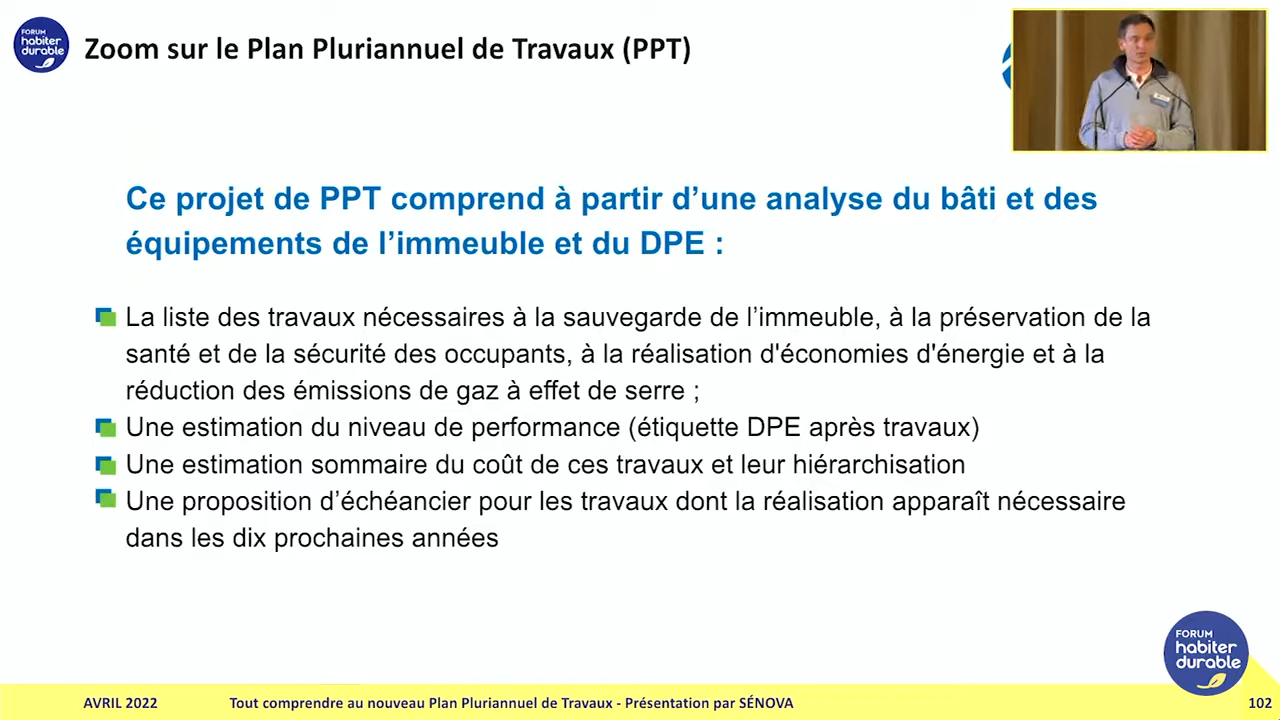 FORUM
habiter
durable
Zoom sur le Plan Pluriannuel de Travaux (PPT)
Ce projet de PPT comprend à partir d’une analyse du bâti et des
équipements de l’immeuble et du DPE :
La liste des travaux nécessaires à la sauvegarde de l’immeuble, à la préservation de la
santé et de la sécurité des occupants, à la réalisation d'économies d'énergie et à la
réduction des émissions de gaz à effet de serre ;
Une estimation du niveau de performance (étiquette DPE après travaux)
Une estimation sommaire du coût de ces travaux et leur hiérarchisation
Une proposition d’échéancier pour les travaux dont la réalisation apparaît nécessaire
dans les dix prochaines années
FORUM
habiter
durable
AVRIL 2022 Tout comprendre au nouveau Plan Pluriannuel de Travaux - Présentation par SÉNOVA 102